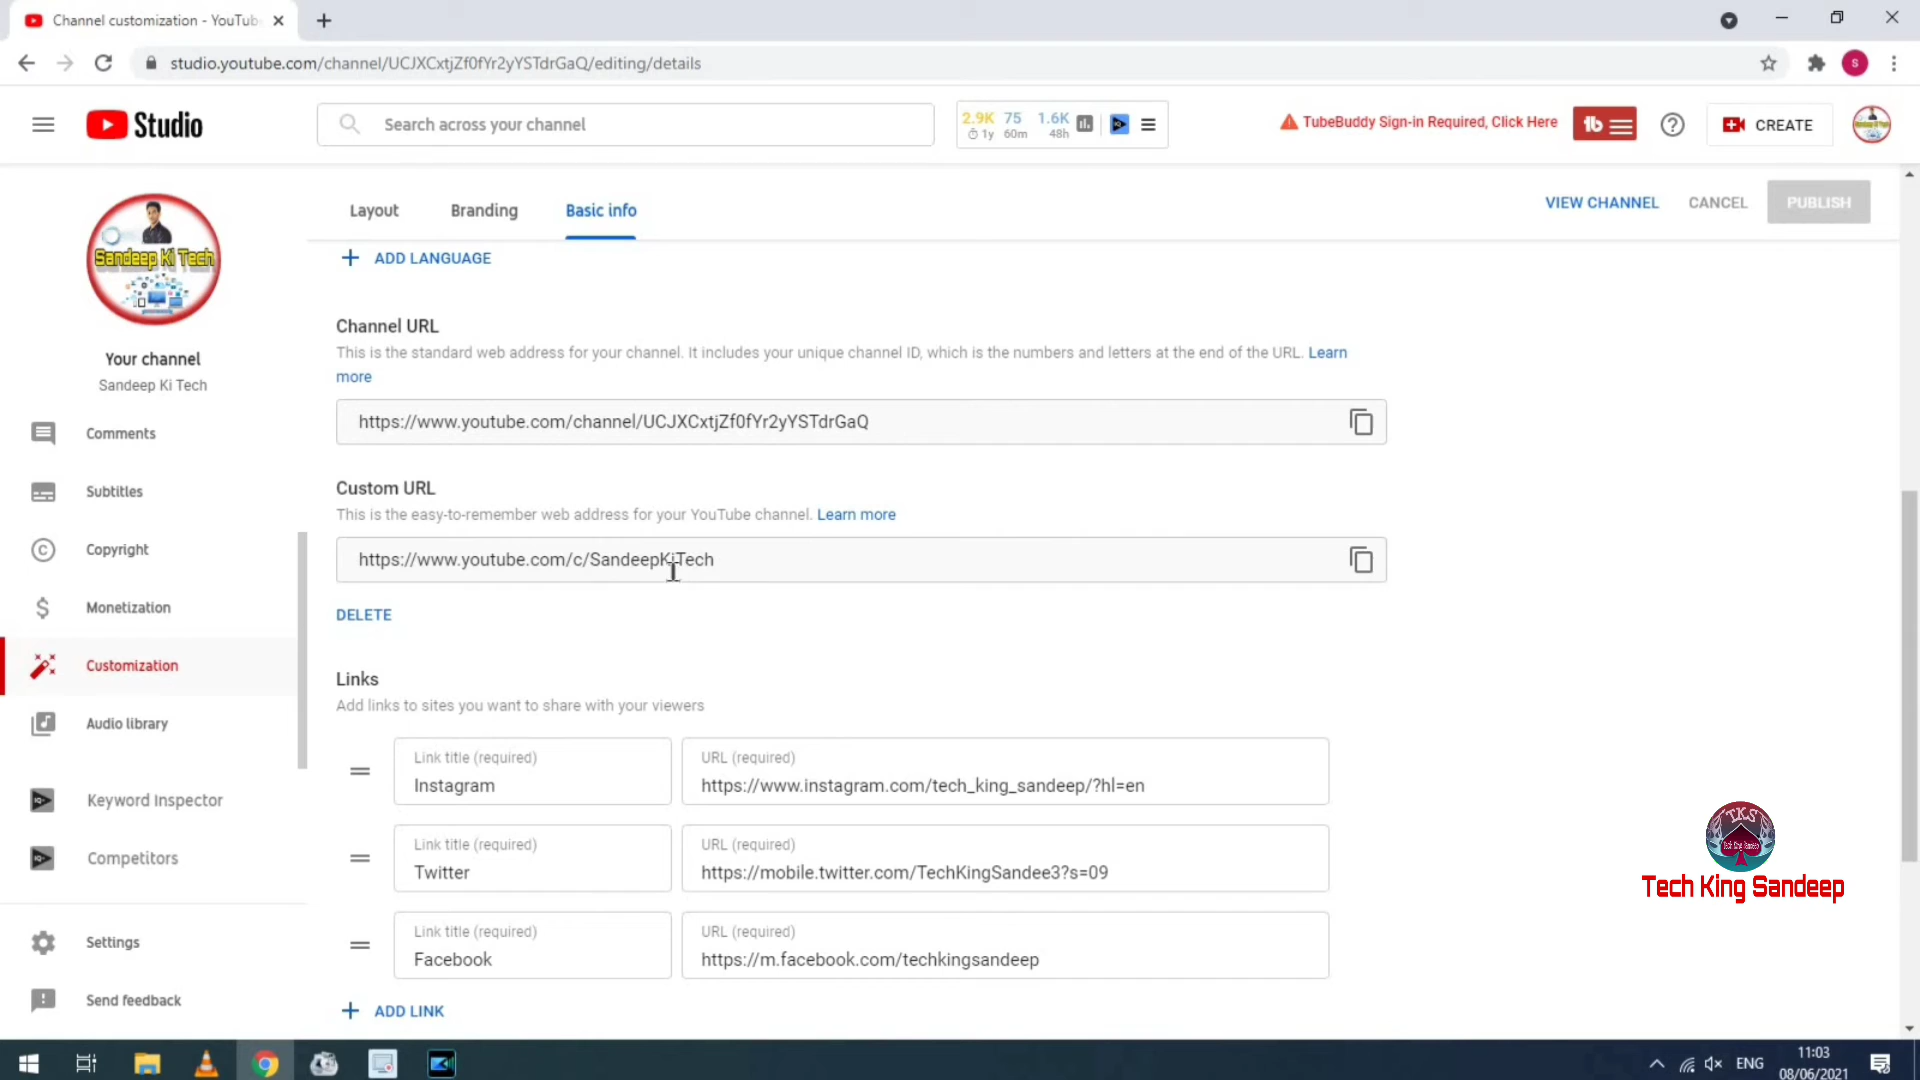 Channel customization - YouTub
studio.youtube.com/channel/UCJXCxtjZf0fYr2yYSTdrGaQ/editing/details
S
Studio
Search across your channel
2.9K 75 1.6K
1y 60m 48h
TubeBuddy Sign-in Required, Click Here
tb
CREATE
Sandeep Ki Tech
Your channel
Sandeep Ki Tech
Comments
Subtitles
Copyright
Monetization
Customization
Audio library
Keyword Inspector
Competitors
Settings
Send feedback
Layout
Branding
Basic info
VIEW CHANNEL
CANCEL
PUBLISH
ADD LANGUAGE
Channel URL
This is the standard web address for your channel. It includes your unique channel ID, which is the numbers and letters at the end of the URL. Learn
more
https://www.youtube.com/channel/UCJXCxtjZf0fYr2yYSTdrGaQ
Custom URL
This is the easy-to-remember web address for your YouTube channel. Learn more
https://www.youtube.com/c/SandeepKiTech
DELETE
Links
Add links to sites you want to share with your viewers
Link title (required)
Instagram
URL (required)
https://www.instagram.com/tech_king_sandeep/?hl=en
Link title (required)
Twitter
URL (required)
https://mobile.twitter.com/TechKingSandee3?s=09
Link title (required)
Facebook
URL (required)
https://m.facebook.com/techkingsandeep
ADD LINK
TKS
Tech King Sandeep
Tech King Sandeep
ENG
11:03
08/06/2021